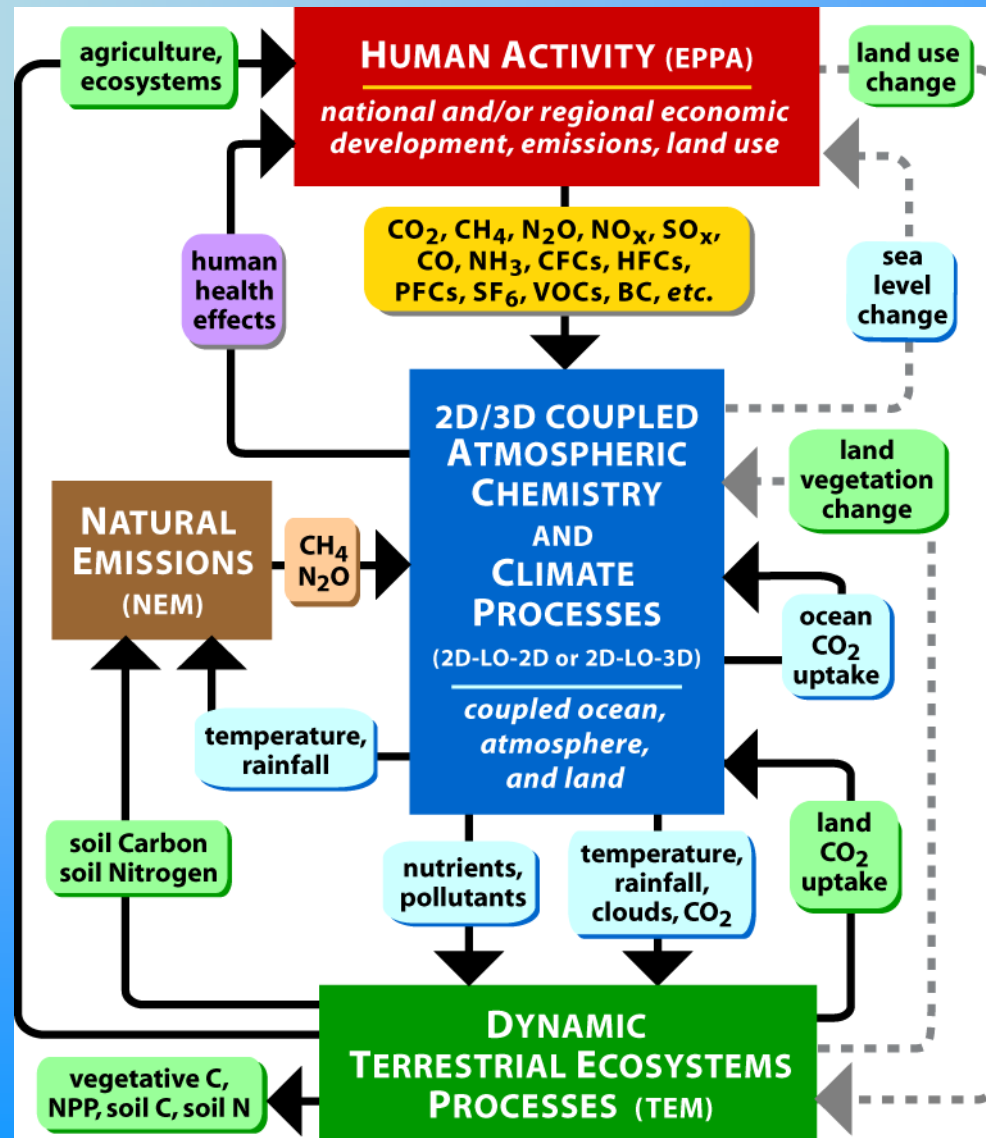 agriculture,
ecosystems
HUMAN ACTIVITY (EPPA)
national and/or regional economic
development, emissions, land use
land use
change
CO₂, CH₄, N₂O, NOₓ, SOₓ,
CO, NH₃, CFCs, HFCs,
PFCs, SF₆, VOCs, BC, etc.
human
health
effects
sea
level
change
2D/3D COUPLED
ATMOSPHERIC
CHEMISTRY
AND
CLIMATE
PROCESSES
(2D-LO-2D or 2D-LO-3D)
coupled ocean,
atmosphere,
and land
land
vegetation
change
NATURAL
EMISSIONS
(NEM)
CH₄
N₂O
ocean
CO₂
uptake
temperature,
rainfall
soil Carbon
soil Nitrogen
nutrients,
pollutants
temperature,
rainfall,
clouds, CO₂
land
CO₂
uptake
DYNAMIC
TERRESTRIAL ECOSYSTEMS
PROCESSES (TEM)
vegetative C,
NPP, soil C, soil N